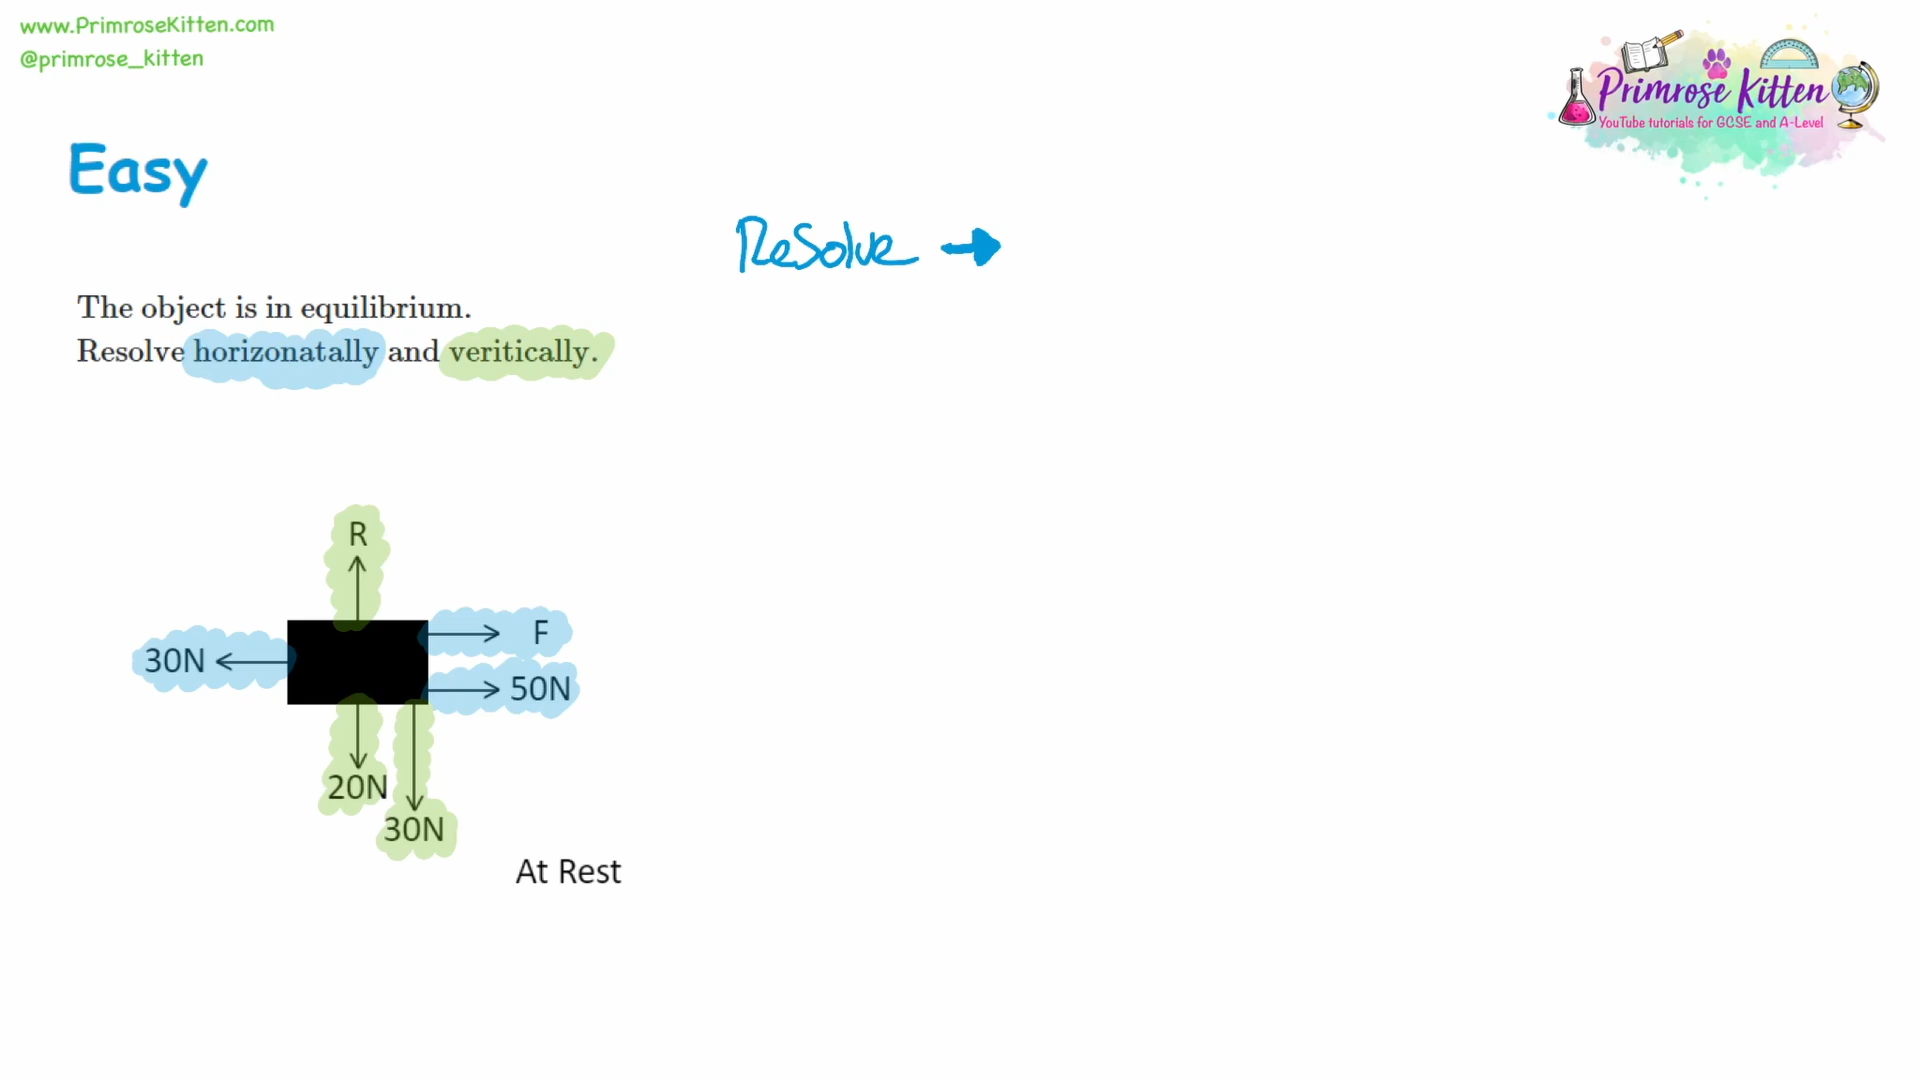 www.PrimroseKitten.com
@primrose_kitten
Primrose Kitten
YouTube tutorials for GCSE and A-Level
Easy
ReSolve →
The object is in equilibrium.
Resolve horizonatally and veritically.
R
F
30N
50N
20N
30N
At Rest